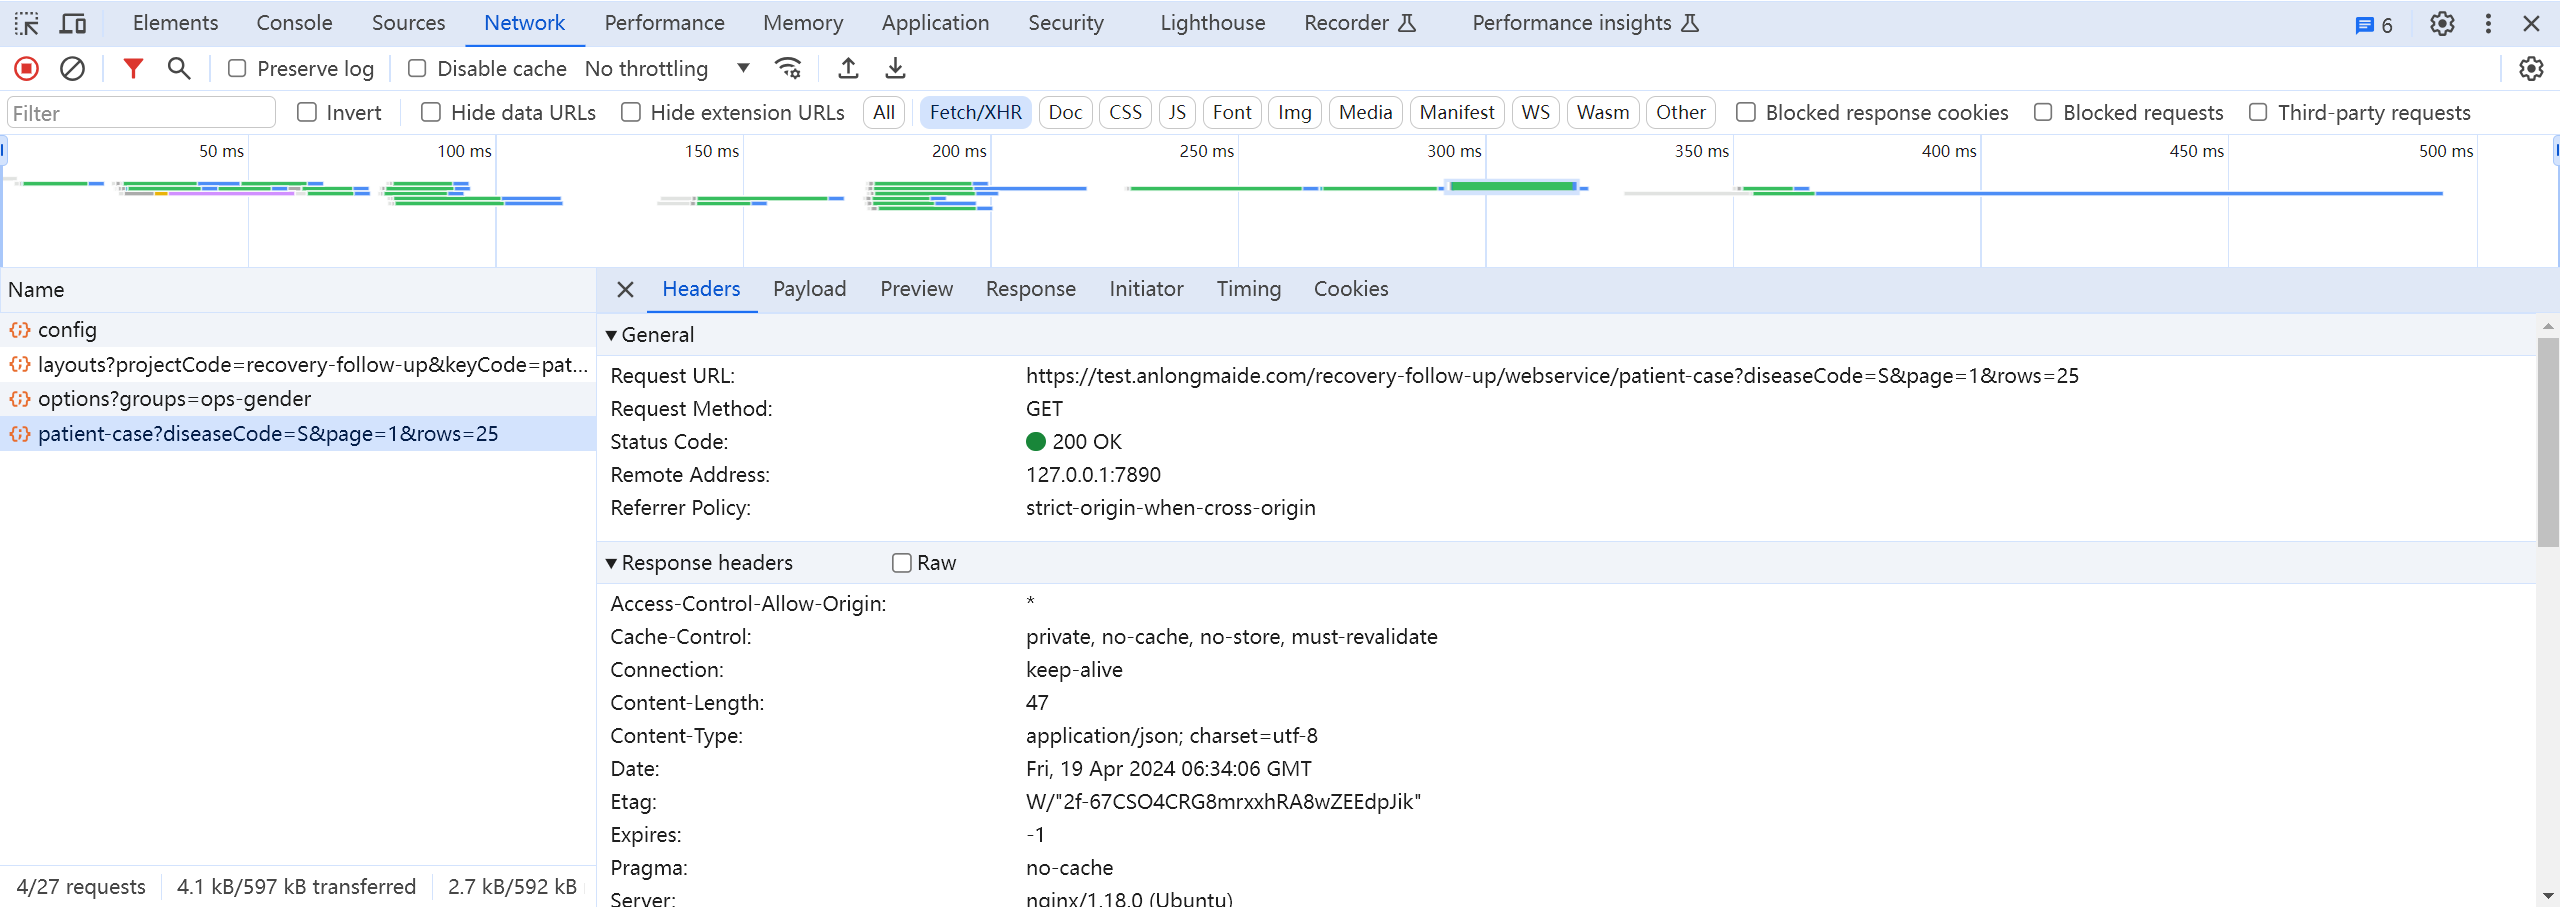 Elements Console Sources Network Performance Memory Application Security Lighthouse Recorder Performance insights 6
Preserve log Disable cache No throttling
Filter Invert Hide data URLs Hide extension URLs All Fetch/XHR Doc CSS JS Font Img Media Manifest WS Wasm Other Blocked response cookies Blocked requests Third-party requests
50 ms 100 ms 150 ms 200 ms 250 ms 300 ms 350 ms 400 ms 450 ms 500 ms
Name
config
layouts?projectCode=recovery-follow-up&keyCode=pat...
options?groups=ops-gender
patient-case?diseaseCode=S&page=1&rows=25
4/27 requests 4.1 kB/597 kB transferred 2.7 kB/592 kB
Headers Payload Preview Response Initiator Timing Cookies
General
Request URL: https://test.anlongmaide.com/recovery-follow-up/webservice/patient-case?diseaseCode=S&page=1&rows=25
Request Method: GET
Status Code: 200 OK
Remote Address: 127.0.0.1:7890
Referrer Policy: strict-origin-when-cross-origin
Response headers Raw
Access-Control-Allow-Origin: *
Cache-Control: private, no-cache, no-store, must-revalidate
Connection: keep-alive
Content-Length: 47
Content-Type: application/json; charset=utf-8
Date: Fri, 19 Apr 2024 06:34:06 GMT
Etag: W/"2f-67CSO4CRG8mrxxhRA8wZEEdpJik"
Expires: -1
Pragma: no-cache
Server: nginx/1.18.0 (Ubuntu)